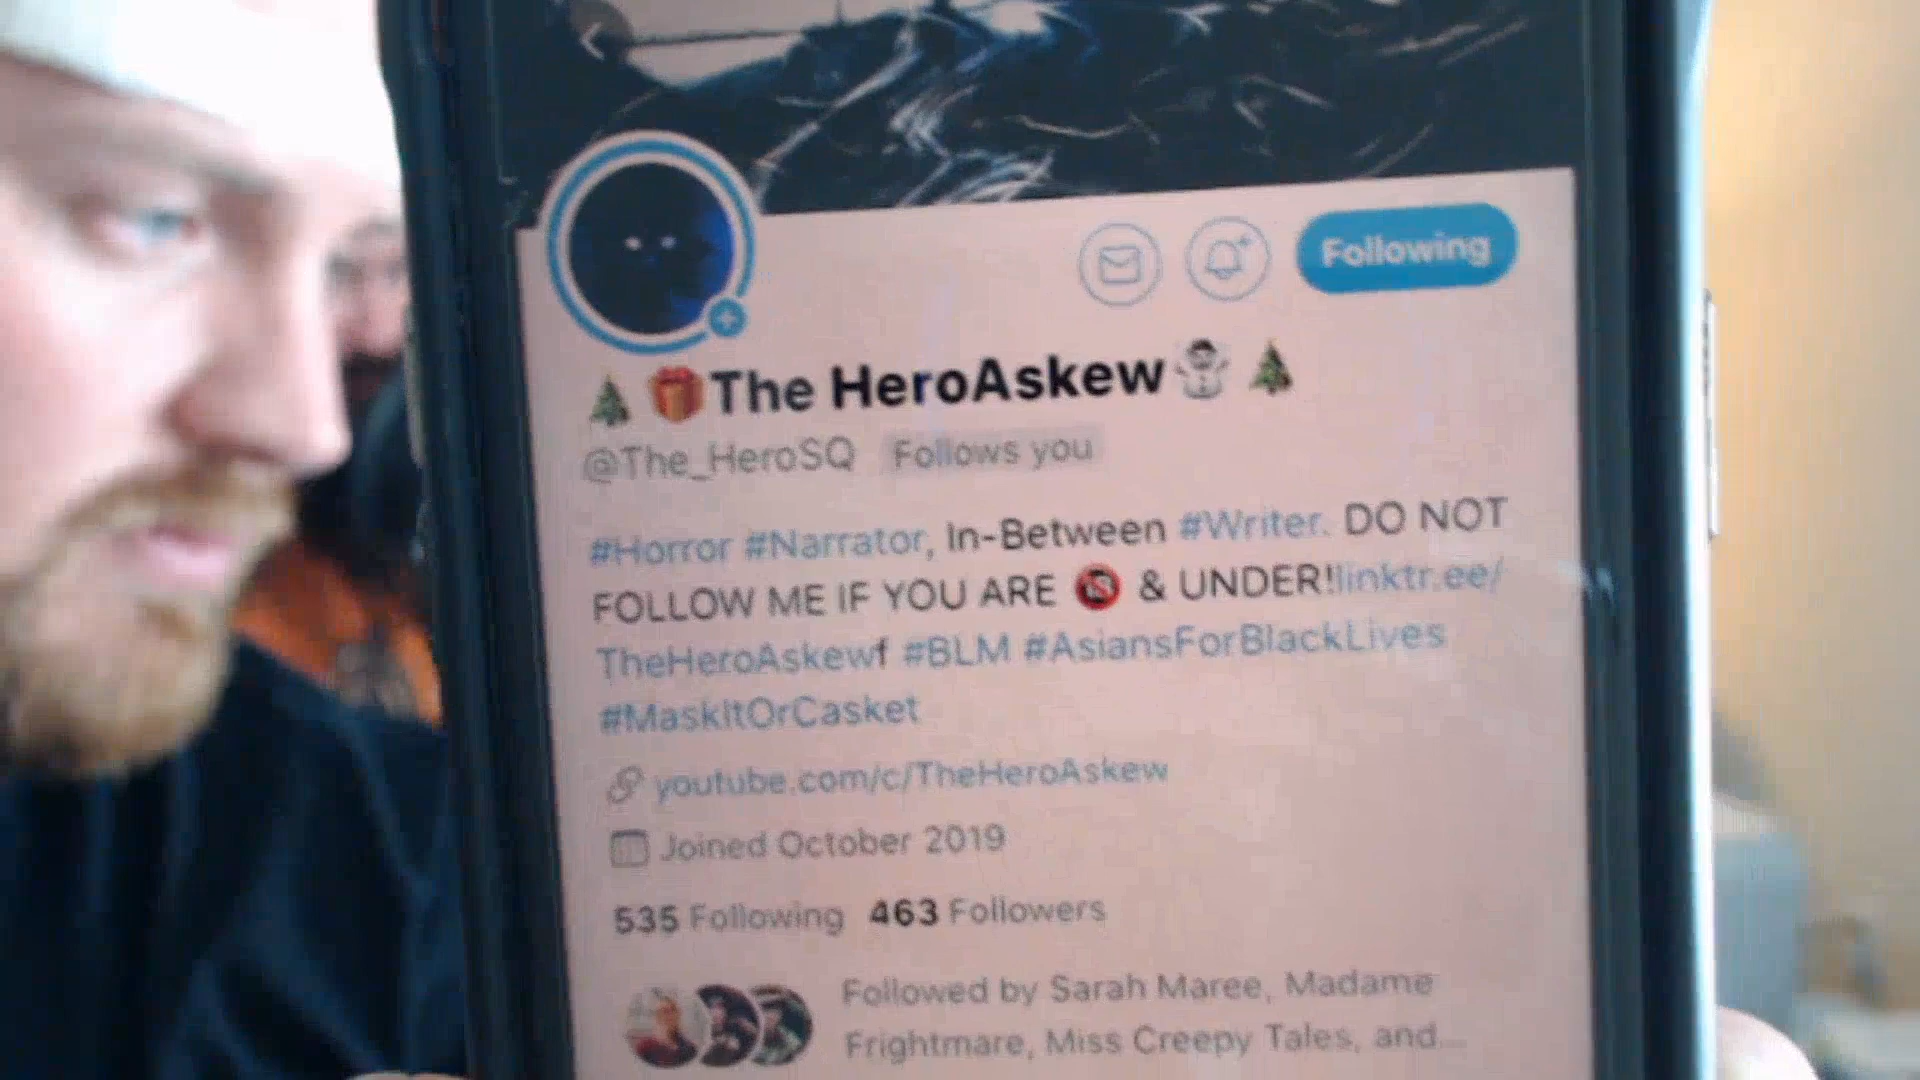 Following
🎄 🎁The HeroAskew☃️ 🎄
@The_HeroSQ Follows you
#Horror #Narrator, In-Between #Writer. DO NOT
FOLLOW ME IF YOU ARE 🔞 & UNDER!linktr.ee/
TheHeroAskewf #BLM #AsiansForBlackLives
#MaskItOrCasket
youtube.com/c/TheHeroAskew
Joined October 2019
535 Following 463 Followers
Followed by Sarah Maree, Madame
Frightmare, Miss Creepy Tales, and...